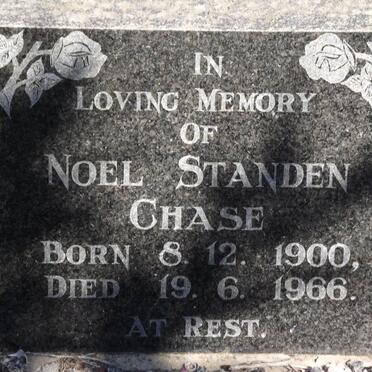 IN
LOVING MEMORY
OF
NOEL STANDEN
CHASE
BORN 8. 12. 1900,
DIED 19. 6. 1966.
AT REST.